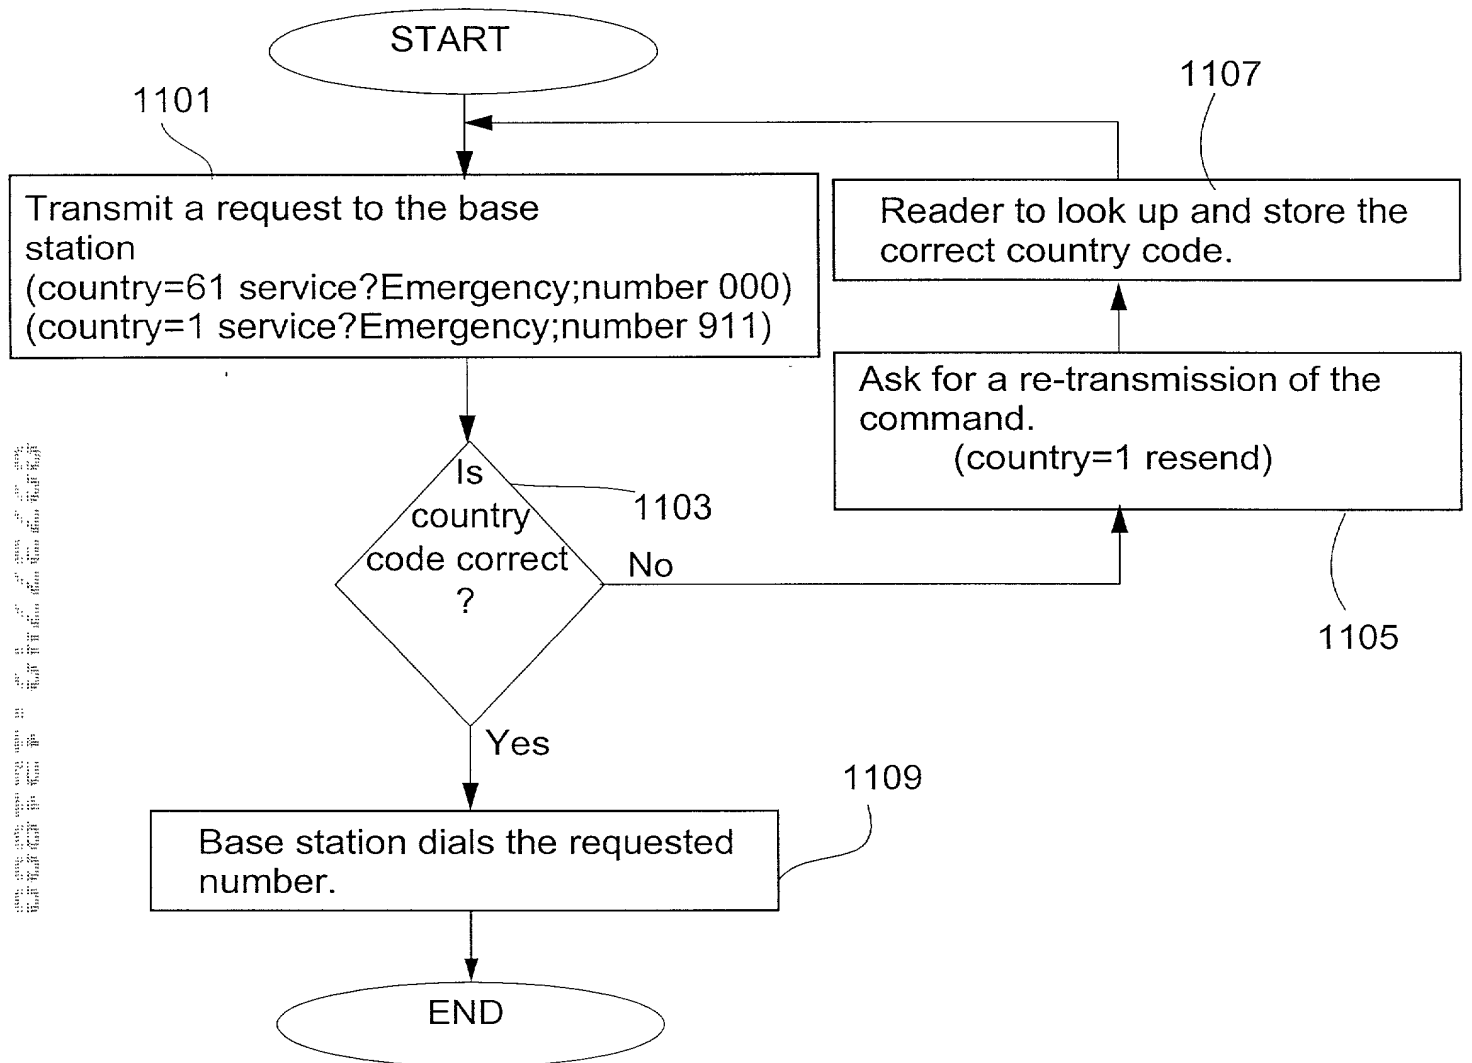 START
1101
Transmit a request to the base
station
(country=61 service?Emergency;number 000)
(country=1 service?Emergency;number 911)
Is
country
code correct
?
1103
No
Yes
1107
Reader to look up and store the
correct country code.
Ask for a re-transmission of the
command.
(country=1 resend)
1105
1109
Base station dials the requested
number.
END